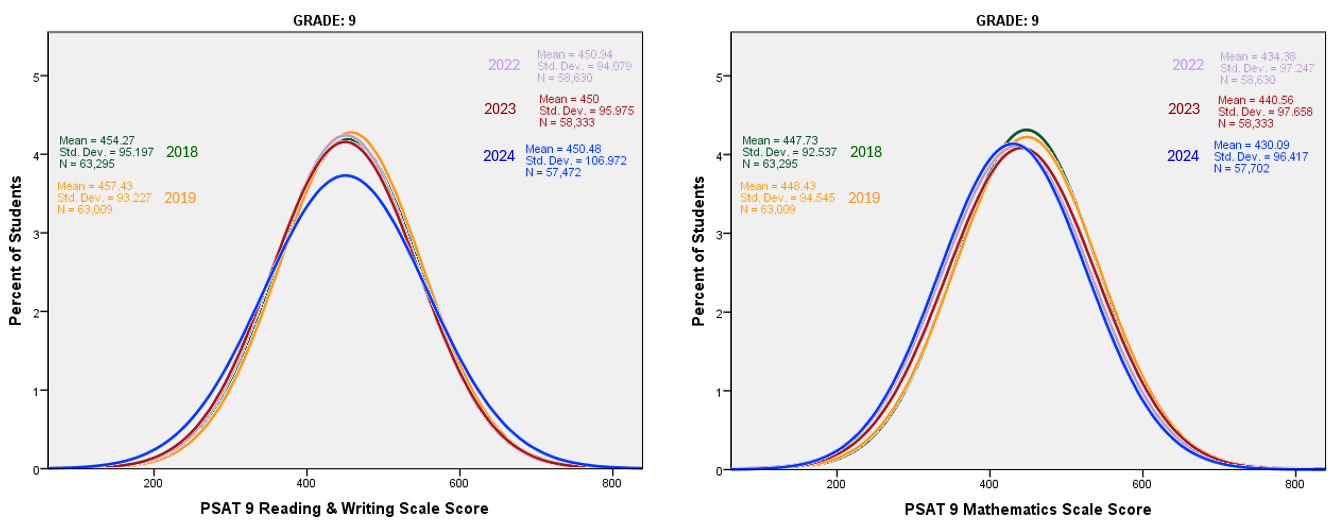 GRADE: 9
2022
Mean = 450.94
Std. Dev. = 94.079
N = 58,630
2023
Mean = 450
Std. Dev. = 95.975
N = 58,333
2024
Mean = 450.48
Std. Dev. = 106.972
N = 57,472
Mean = 454.27
Std. Dev. = 95.197
N = 63,295
2018
Mean = 457.43
Std. Dev. = 93.227
N = 63,009
2019
Percent of Students
5
4
3
2
1
0
200
400
600
800
PSAT 9 Reading & Writing Scale Score
GRADE: 9
2022
Mean = 434.38
Std. Dev. = 97.247
N = 58,630
2023
Mean = 440.56
Std. Dev. = 97.658
N = 58,333
2024
Mean = 430.09
Std. Dev. = 96.417
N = 57,702
Mean = 447.73
Std. Dev. = 92.537
N = 63,295
2018
Mean = 448.43
Std. Dev. = 94.545
N = 63,009
2019
Percent of Students
5
4
3
2
1
0
200
400
600
800
PSAT 9 Mathematics Scale Score